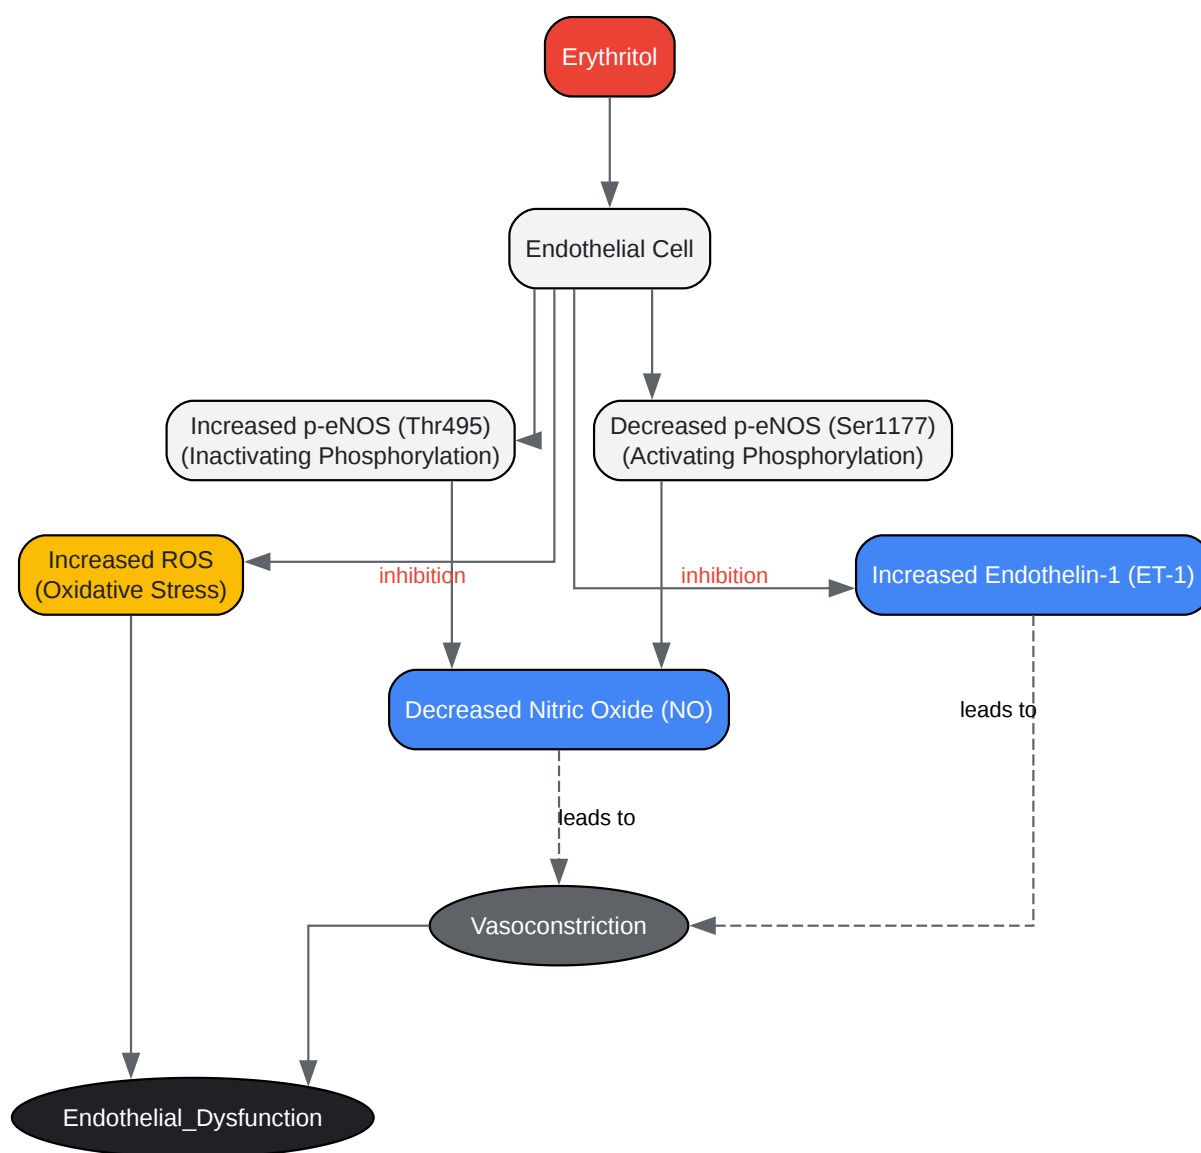 Erythritol
Endothelial Cell
Increased p-eNOS (Thr495)
(Inactivating Phosphorylation)
Decreased p-eNOS (Ser1177)
(Activating Phosphorylation)
Increased ROS
(Oxidative Stress)
inhibition
inhibition
Increased Endothelin-1 (ET-1)
Decreased Nitric Oxide (NO)
leads to
leads to
Vasoconstriction
Endothelial_Dysfunction